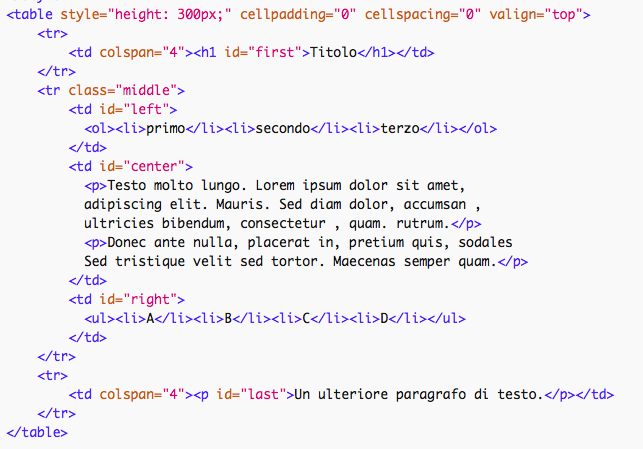 <table style="height: 300px;" cellpadding="0" cellspacing="0" valign="top">
<tr>
<td colspan="4"><h1 id="first">Titolo</h1></td>
</tr>
<tr class="middle">
<td id="left">
<ol><li>primo</li><li>secondo</li><li>terzo</li></ol>
</td>
<td id="center">
<p>Testo molto lungo. Lorem ipsum dolor sit amet,
adipiscing elit. Mauris. Sed diam dolor, accumsan ,
ultricies bibendum, consectetur , quam. rutrum.</p>
<p>Donec ante nulla, placerat in, pretium quis, sodales
Sed tristique velit sed tortor. Maecenas semper quam.</p>
</td>
<td id="right">
<ul><li>A</li><li>B</li><li>C</li><li>D</li></ul>
</td>
</tr>
<tr>
<td colspan="4"><p id="last">Un ulteriore paragrafo di testo.</p></td>
</tr>
</table>